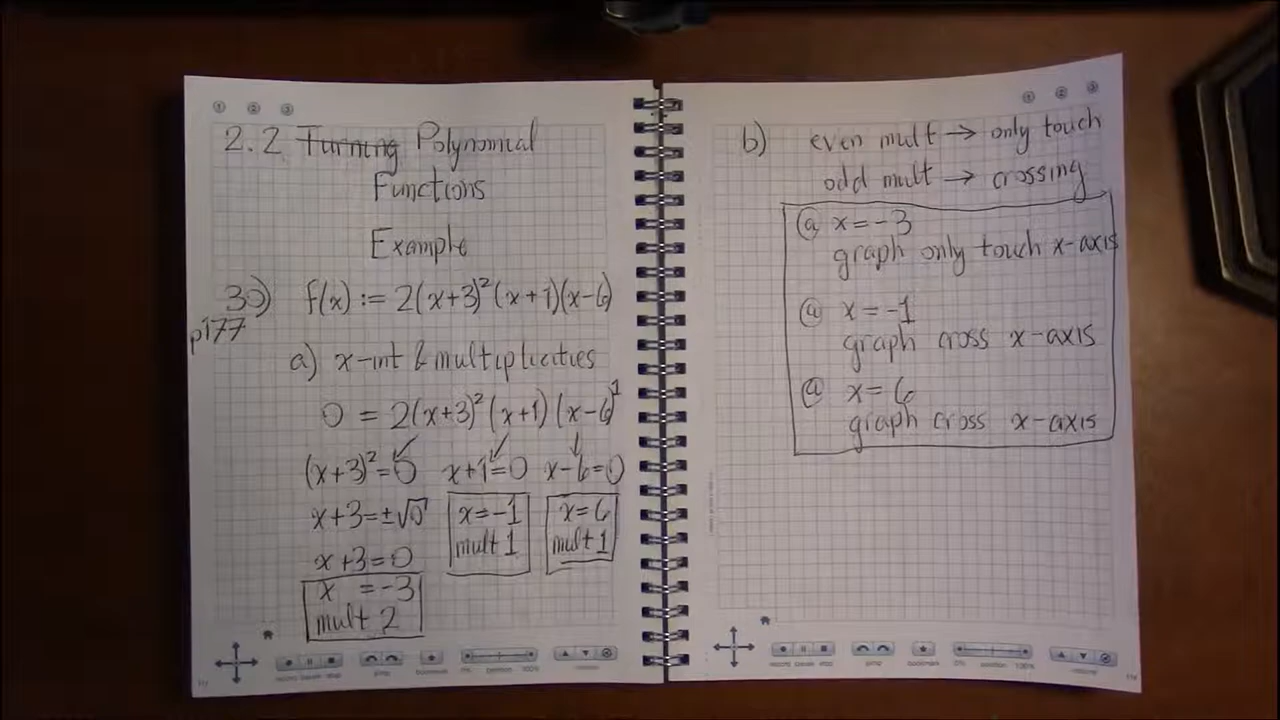 2.2 Turning Polynomial
Functions
Example
30) f(x) := 2(x+3)²(x+1)(x-6)
p177
a) x-int & multiplicities
0 = 2(x+3)²(x+1)(x-6)¹
(x+3)²=0 x+1=0 x-6=0
x+3=±√0 x=-1 x=6
x+3=0 mult 1 mult 1
x =-3
mult 2
b) even mult → only touch
odd mult → crossing
@ x=-3
graph only touch x-axis
@ x=-1
graph cross x-axis
@ x=6
graph cross x-axis